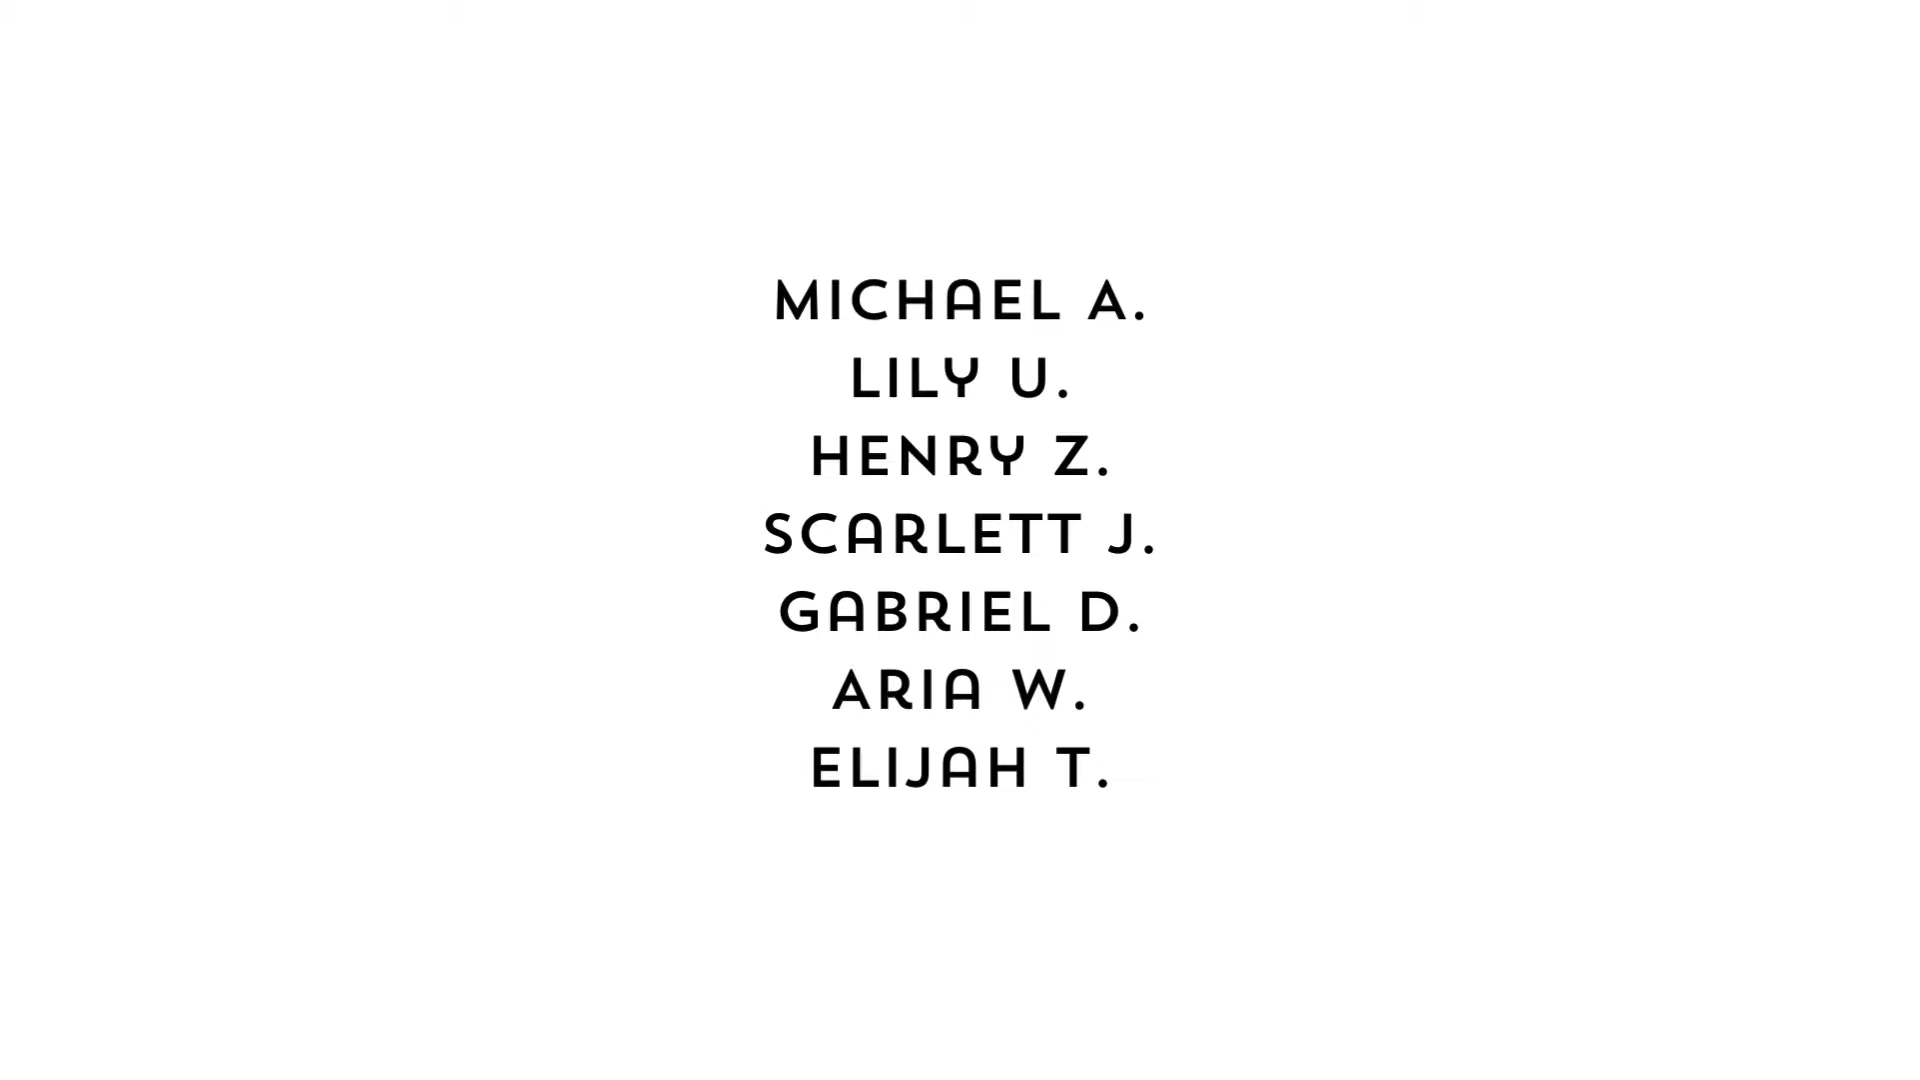 MICHAEL A.
LILY U.
HENRY Z.
SCARLETT J.
GABRIEL D.
ARIA W.
ELIJAH T.